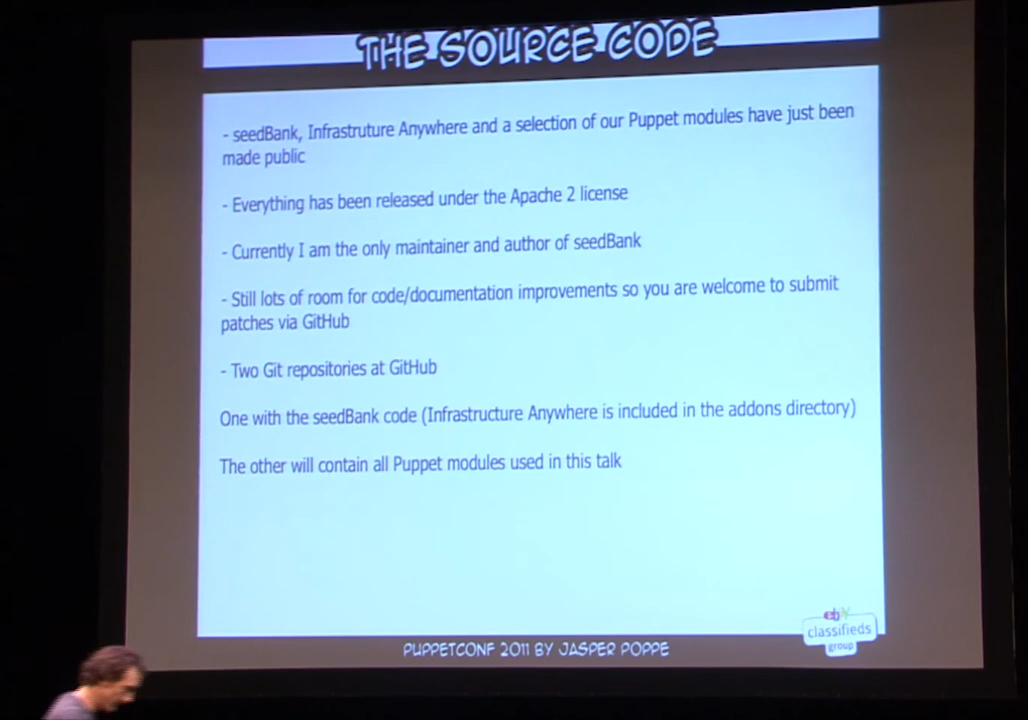 THE SOURCE CODE
- seedBank, Infrastruture Anywhere and a selection of our Puppet modules have just been
made public
- Everything has been released under the Apache 2 license
- Currently I am the only maintainer and author of seedBank
- Still lots of room for code/documentation improvements so you are welcome to submit
patches via GitHub
- Two Git repositories at GitHub
One with the seedBank code (Infrastructure Anywhere is included in the addons directory)
The other will contain all Puppet modules used in this talk
ebY
classifieds
group
PUPPETCONF 2011 BY JASPER POPPE